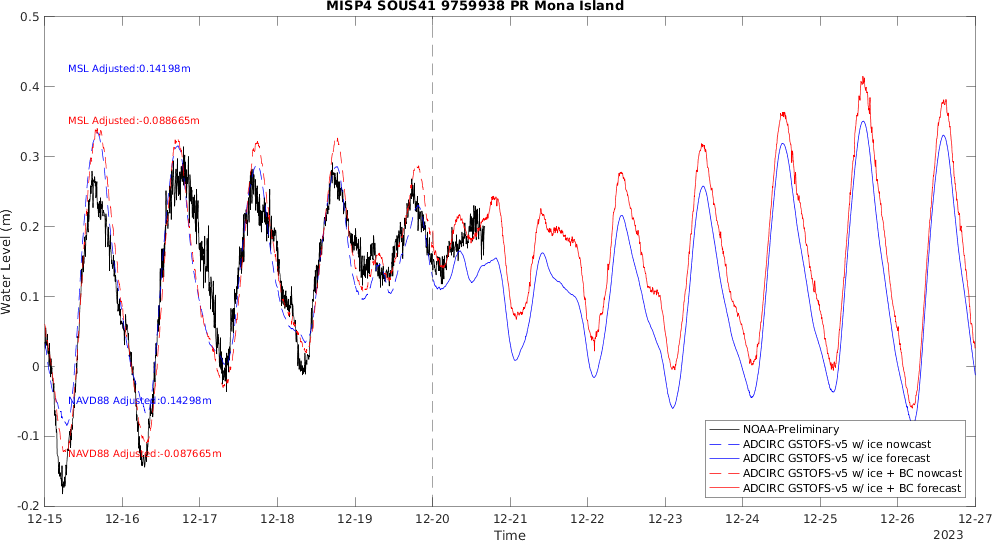 MISP4 SOUS41 9759938 PR Mona Island
0.5
0.4
0.3
0.2
0.1
0
-0.1
-0.2
Water Level (m)
MSL Adjusted:0.14198m
MSL Adjusted:-0.088665m
NAVD88 Adjusted:0.14298m
NAVD88 Adjusted:-0.087665m
NOAA-Preliminary
ADCIRC GSTOFS-v5 w/ ice nowcast
ADCIRC GSTOFS-v5 w/ ice forecast
ADCIRC GSTOFS-v5 w/ ice + BC nowcast
ADCIRC GSTOFS-v5 w/ ice + BC forecast
12-15 12-16 12-17 12-18 12-19 12-20 12-21 12-22 12-23 12-24 12-25 12-26 12-27
Time
2023